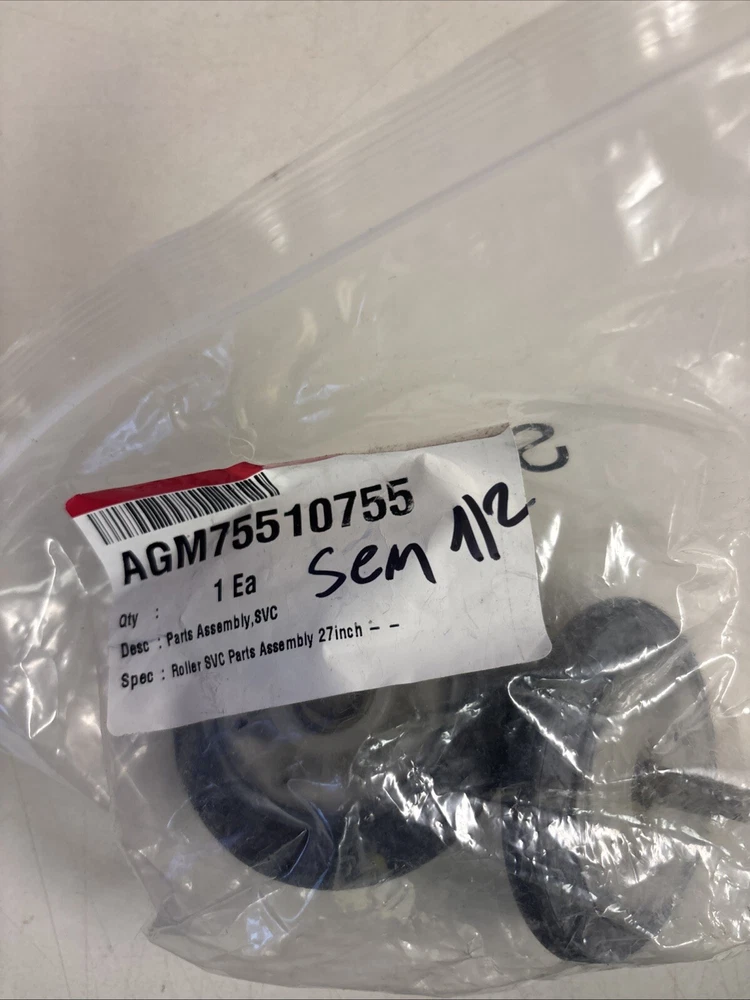 AGM75510755
Sem 1/2
Qty : 1 Ea
Desc : Parts Assembly,SVC
Spec : Roller SVC Parts Assembly 27inch - -